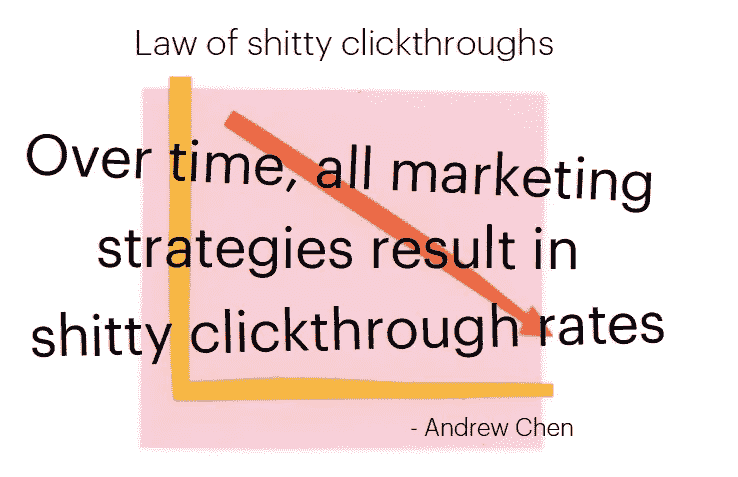 Law of shitty clickthroughs
Over time, all marketing
strategies result in
shitty clickthrough rates
- Andrew Chen